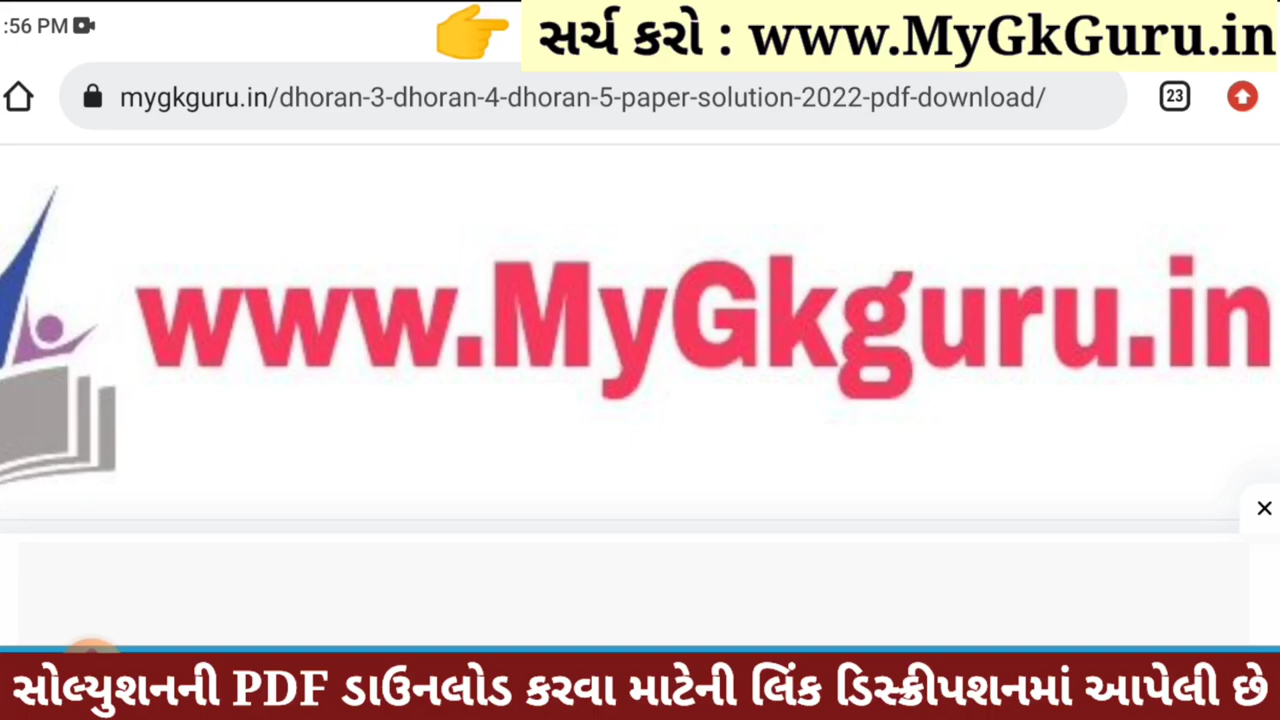 :56 PM
સર્ચ કરો : www.MyGkGuru.in
mygkguru.in/dhoran-3-dhoran-4-dhoran-5-paper-solution-2022-pdf-download/
23
www.MyGkguru.in
સોલ્યુશનની PDF ડાઉનલોડ કરવા માટેની લિંક ડિસ્ક્રીપશનમાં આપેલી છે